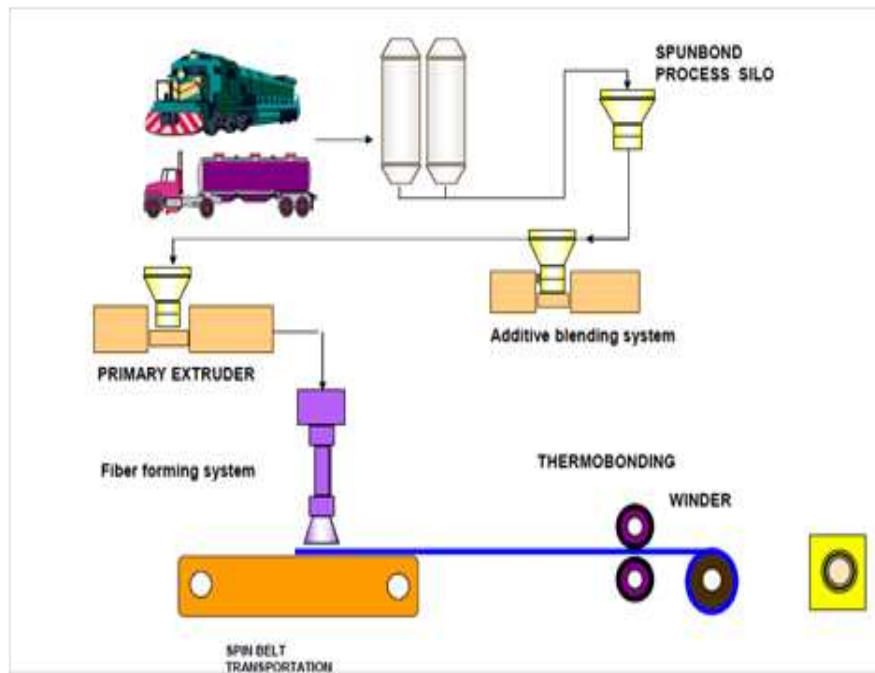 SPUNBOND
PROCESS SILO
Additive blending system
PRIMARY EXTRUDER
Fiber forming system
THERMOBONDING
WINDER
SPIN BELT
TRANSPORTATION